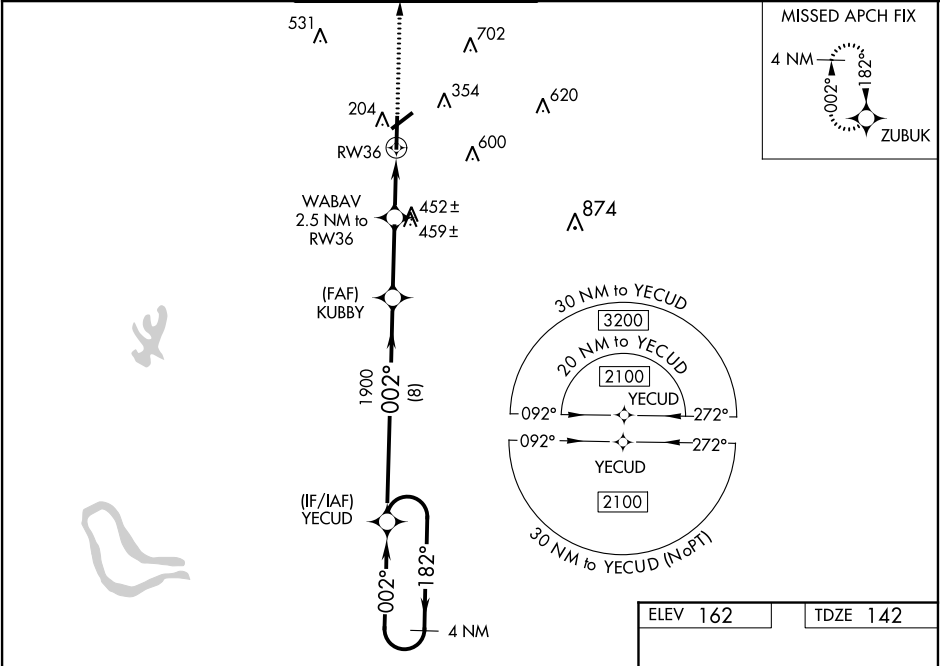 531
702
354
620
204
RW36
600
WABAV
2.5 NM to
RW36
452±
459±
874
(FAF)
KUBBY
1900
002°
(8)
(IF/IAF)
YECUD
002°
182°
4 NM
MISSED APCH FIX
4 NM
002°
182°
ZUBUK
30 NM to YECUD
3200
20 NM to YECUD
2100
YECUD
092°
272°
092°
272°
YECUD
2100
30 NM to YECUD (NoPT)
ELEV 162
TDZE 142